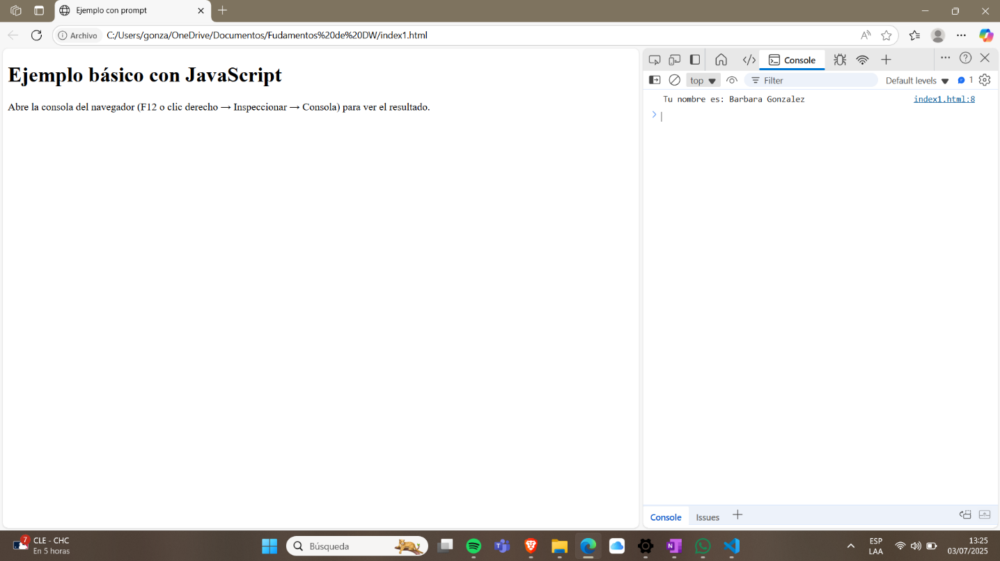 Ejemplo con prompt
Archivo
C:/Users/gonza/OneDrive/Documentos/Fudamentos%20de%20DW/index1.html
Ejemplo básico con JavaScript
Abre la consola del navegador (F12 o clic derecho → Inspeccionar → Consola) para ver el resultado.
Console
top
Filter
Default levels
1
Tu nombre es: Barbara Gonzalez
index1.html:8
Console
Issues
7
CLE - CHC
En 5 horas
Búsqueda
ESP
LAA
13:25
03/07/2025